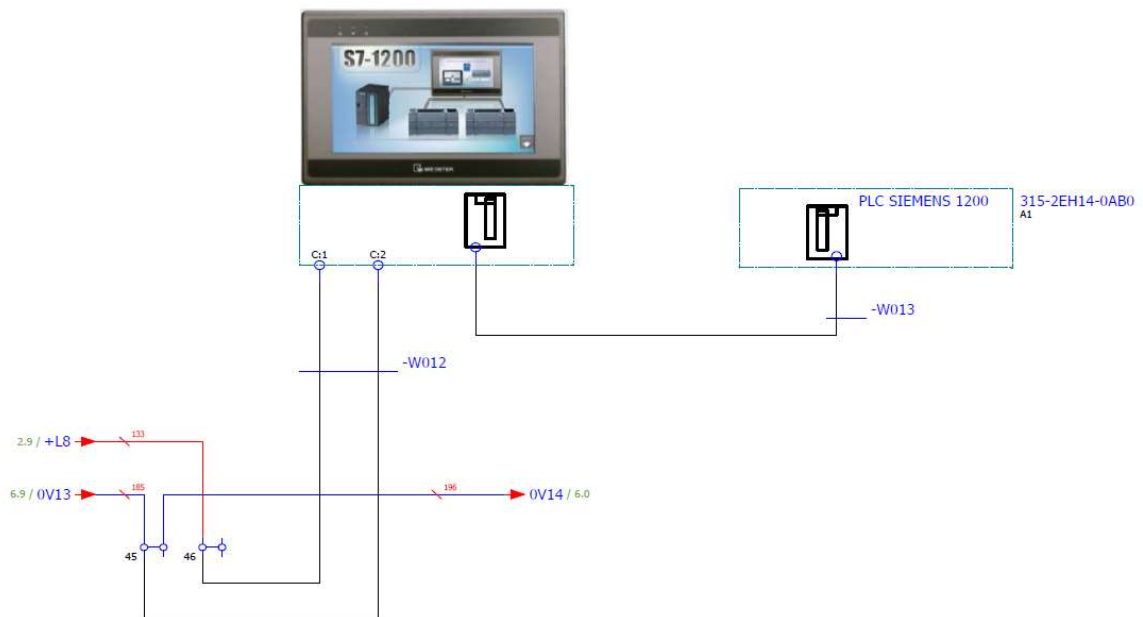 S7-1200
WEINTEK
PLC SIEMENS 1200
315-2EH14-0AB0
A1
C:1
C:2
-W013
-W012
2.9 / +L8
133
6.9 / 0V13
185
196
0V14 / 6.0
45
46